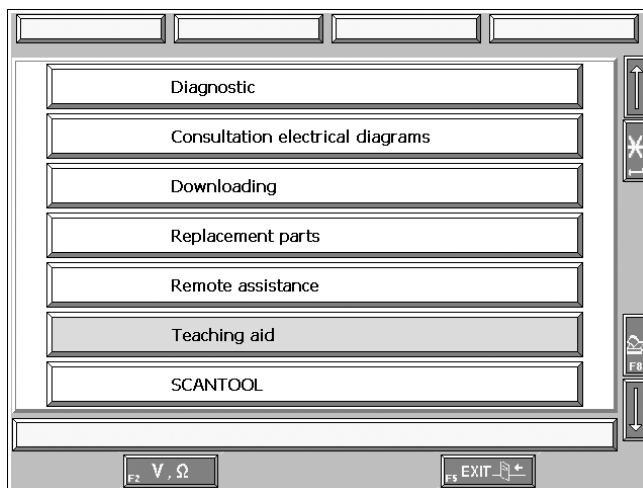 Diagnostic
Consultation electrical diagrams
Downloading
Replacement parts
Remote assistance
Teaching aid
F8
SCANTOOL
F2 V , Ω
F5 EXIT